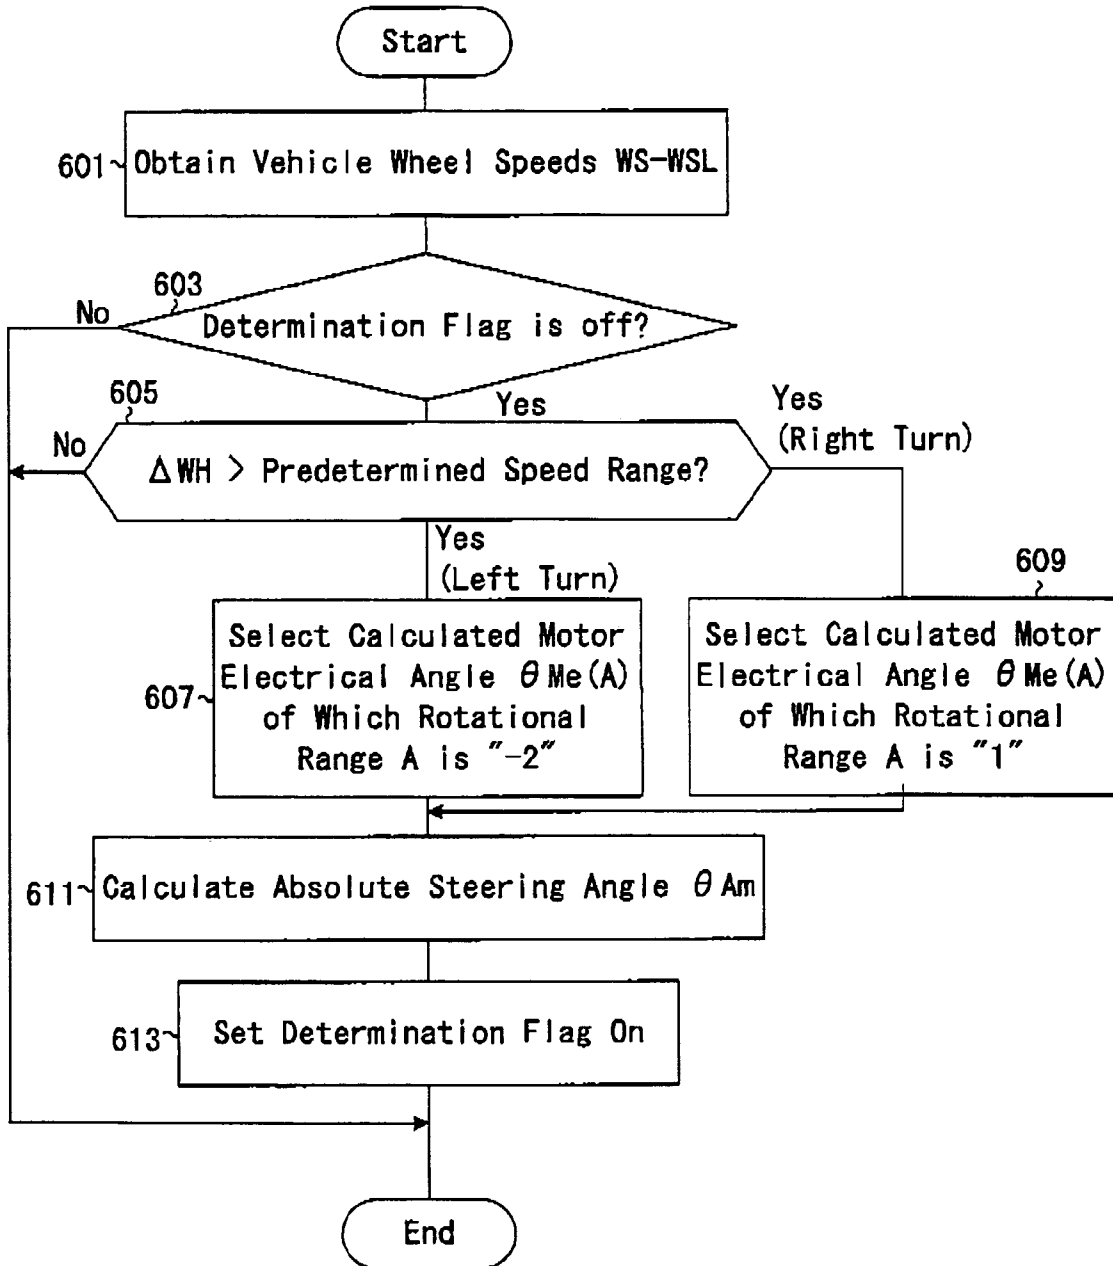 Start
601
Obtain Vehicle Wheel Speeds WS-WSL
603
No
Determination Flag is off?
Yes
605
No
ΔWH > Predetermined Speed Range?
Yes
(Right Turn)
Yes
(Left Turn)
607
Select Calculated Motor
Electrical Angle θMe(A)
of Which Rotational
Range A is "-2"
609
Select Calculated Motor
Electrical Angle θMe(A)
of Which Rotational
Range A is "1"
611
Calculate Absolute Steering Angle θAm
613
Set Determination Flag On
End